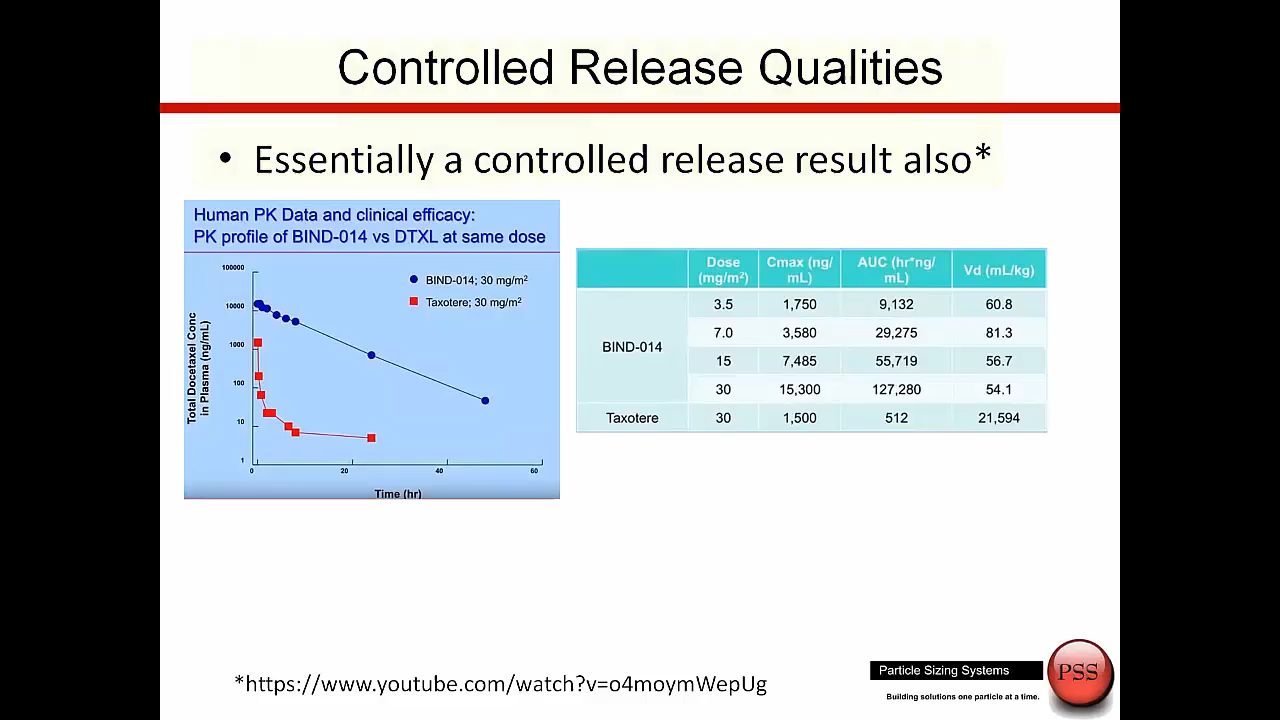 Controlled Release Qualities
• Essentially a controlled release result also*
Human PK Data and clinical efficacy:
PK profile of BIND-014 vs DTXL at same dose
100000
10000
1000
100
10
1
Total Docetaxel Conc
in Plasma (ng/mL)
BIND-014; 30 mg/m²
Taxotere; 30 mg/m²
0 20 40 60
Time (hr)
Dose (mg/m²) Cmax (ng/mL) AUC (hr*ng/mL) Vd (mL/kg)
BIND-014
3.5 1,750 9,132 60.8
7.0 3,580 29,275 81.3
15 7,485 55,719 56.7
30 15,300 127,280 54.1
Taxotere 30 1,500 512 21,594
*https://www.youtube.com/watch?v=o4moymWepUg
Particle Sizing Systems
Building solutions one particle at a time.
PSS